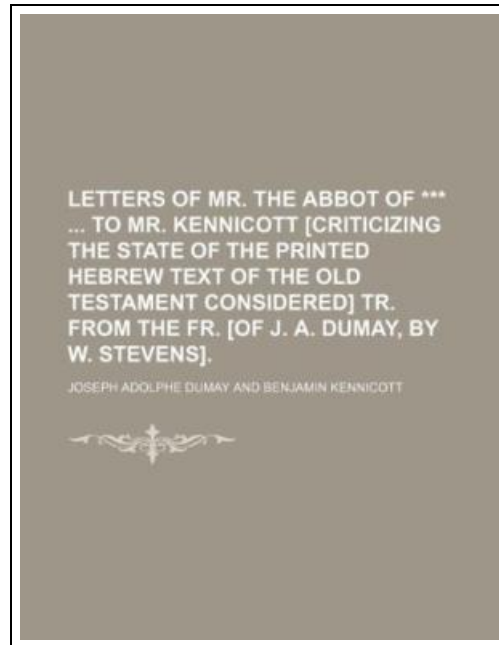 LETTERS OF MR. THE ABBOT OF ***
... TO MR. KENNICOTT [CRITICIZING
THE STATE OF THE PRINTED
HEBREW TEXT OF THE OLD
TESTAMENT CONSIDERED] TR.
FROM THE FR. [OF J. A. DUMAY, BY
W. STEVENS].
JOSEPH ADOLPHE DUMAY AND BENJAMIN KENNICOTT